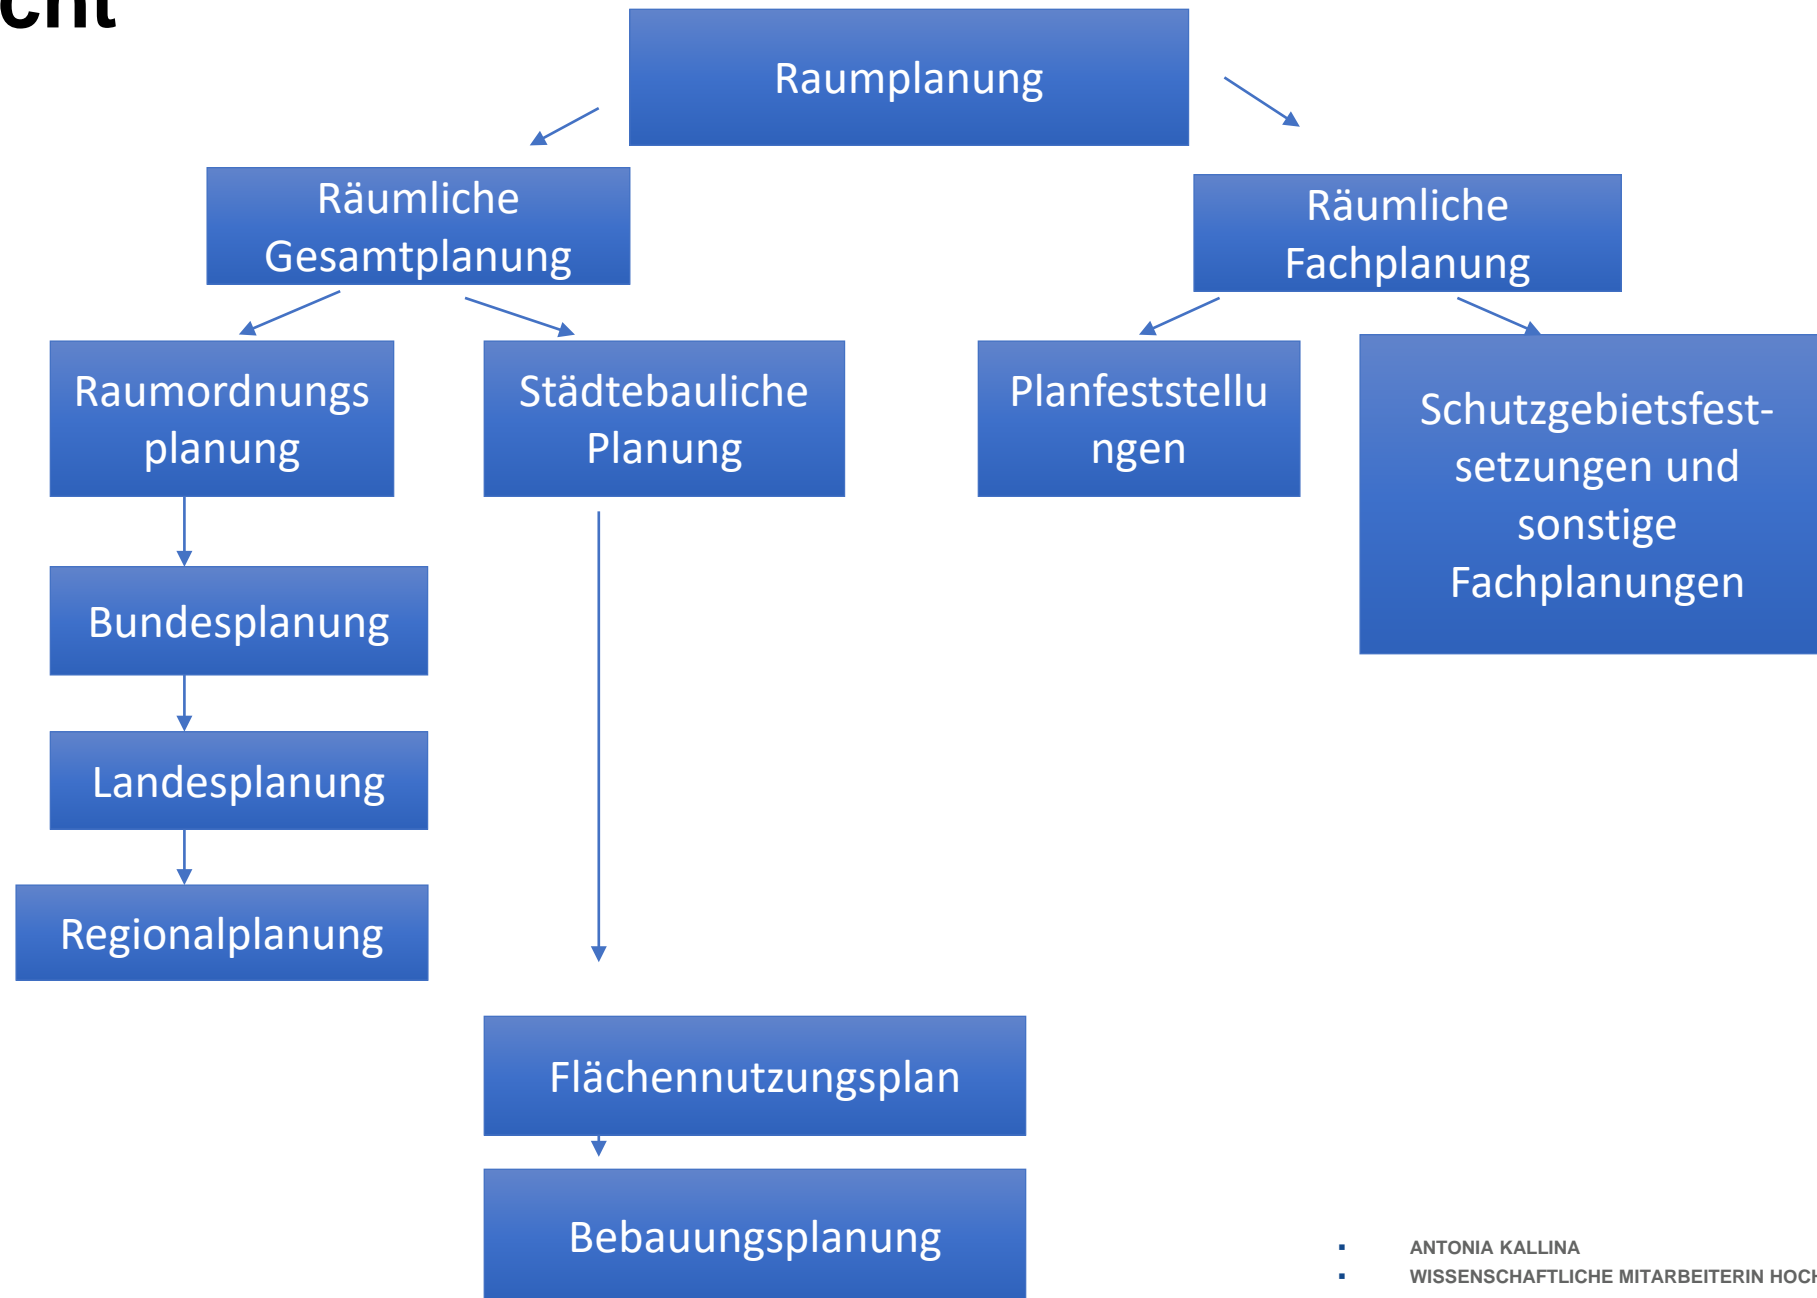 cht
Raumplanung
Räumliche
Gesamtplanung
Räumliche
Fachplanung
Raumordnungs
planung
Städtebauliche
Planung
Planfeststellu
ngen
Schutzgebietsfest-
setzungen und
sonstige
Fachplanungen
Bundesplanung
Landesplanung
Regionalplanung
Flächennutzungsplan
Bebauungsplanung
▪ ANTONIA KALLINA
▪ WISSENSCHAFTLICHE MITARBEITERIN HOCH